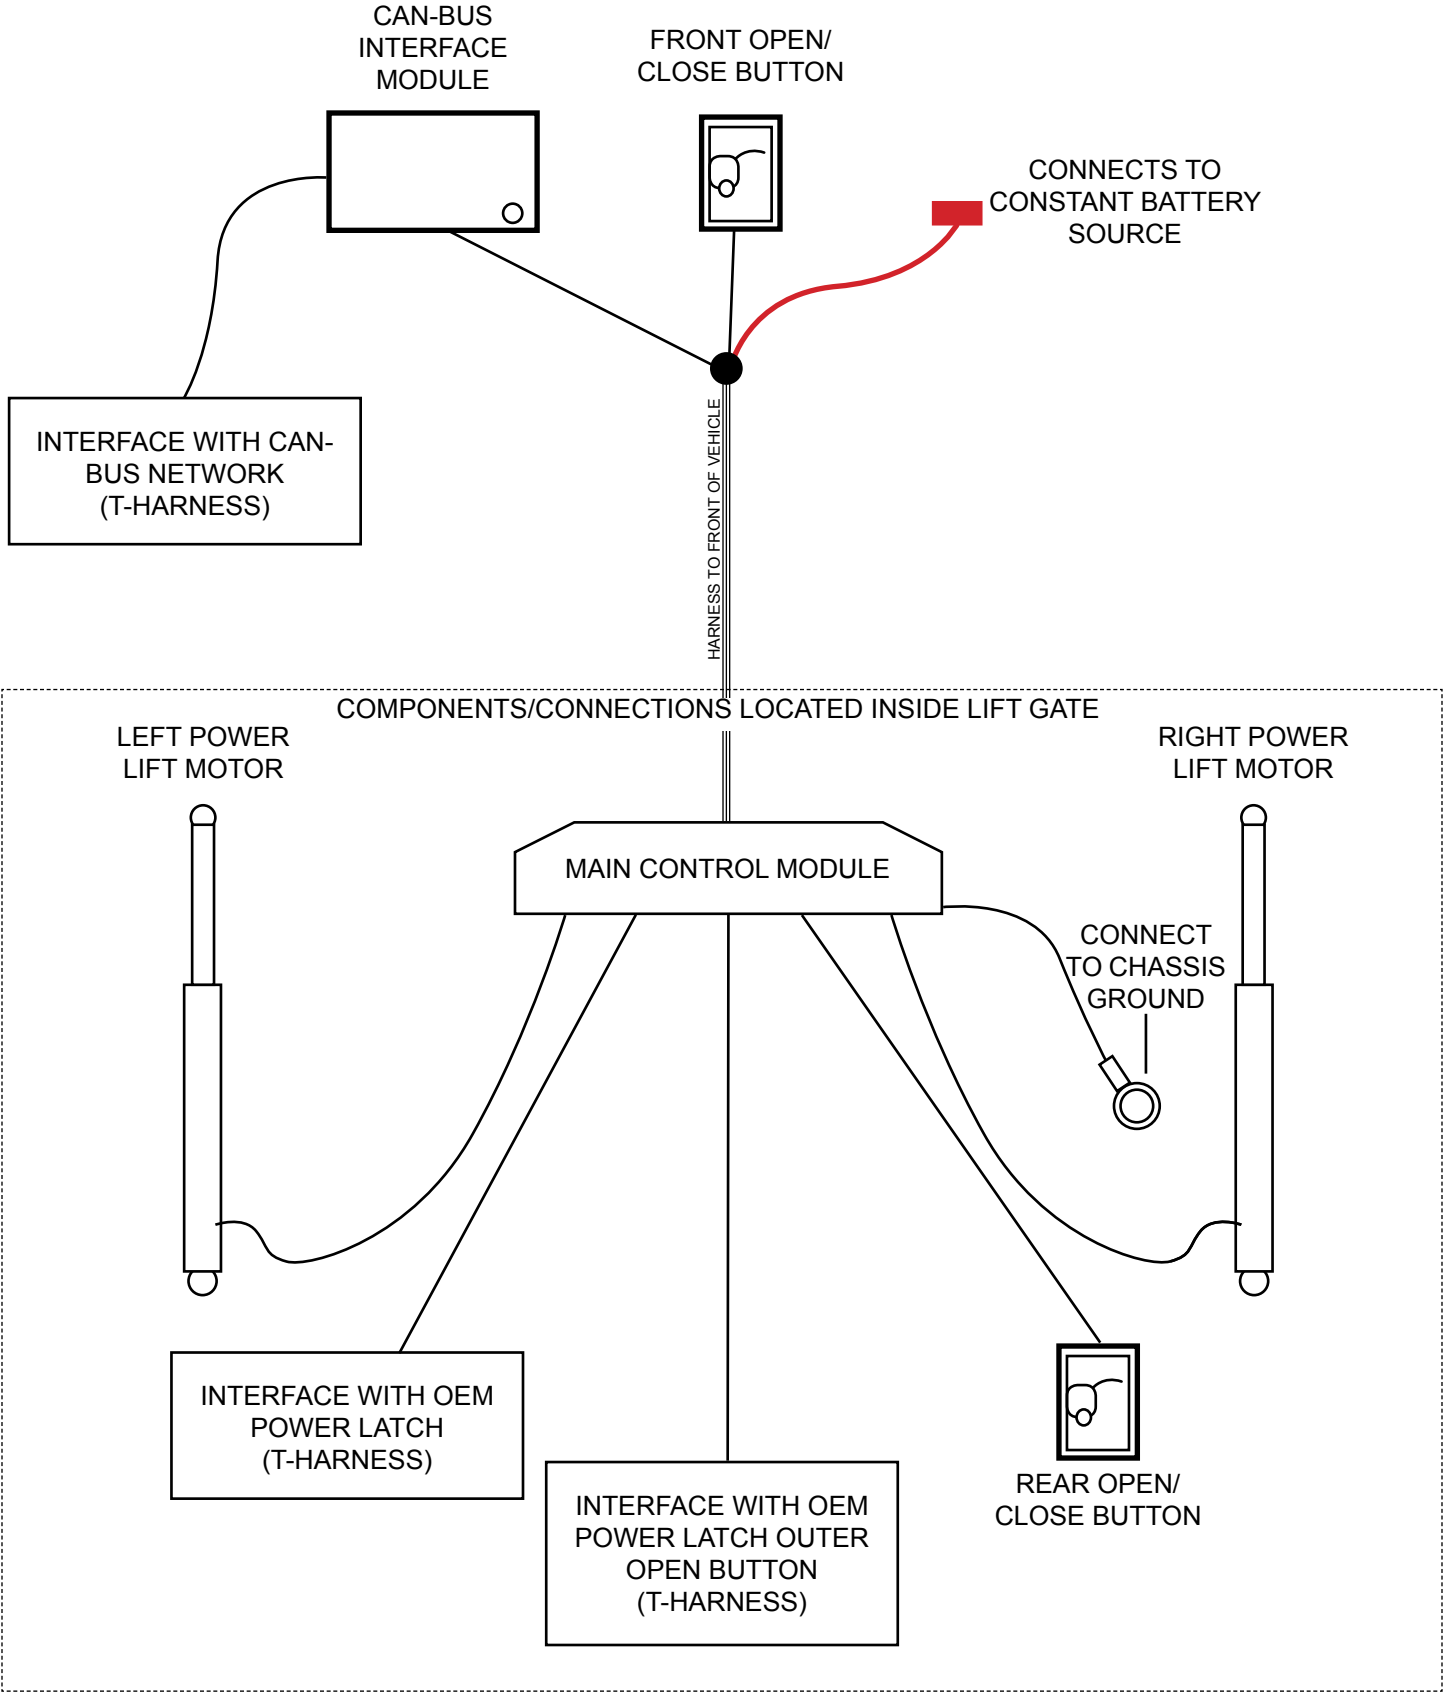 CAN-BUS
INTERFACE
MODULE
FRONT OPEN/
CLOSE BUTTON
CONNECTS TO
CONSTANT BATTERY
SOURCE
INTERFACE WITH CAN-
BUS NETWORK
(T-HARNESS)
HARNESS TO FRONT OF VEHICLE
COMPONENTS/CONNECTIONS LOCATED INSIDE LIFT GATE
LEFT POWER
LIFT MOTOR
RIGHT POWER
LIFT MOTOR
MAIN CONTROL MODULE
CONNECT
TO CHASSIS
GROUND
INTERFACE WITH OEM
POWER LATCH
(T-HARNESS)
INTERFACE WITH OEM
POWER LATCH OUTER
OPEN BUTTON
(T-HARNESS)
REAR OPEN/
CLOSE BUTTON